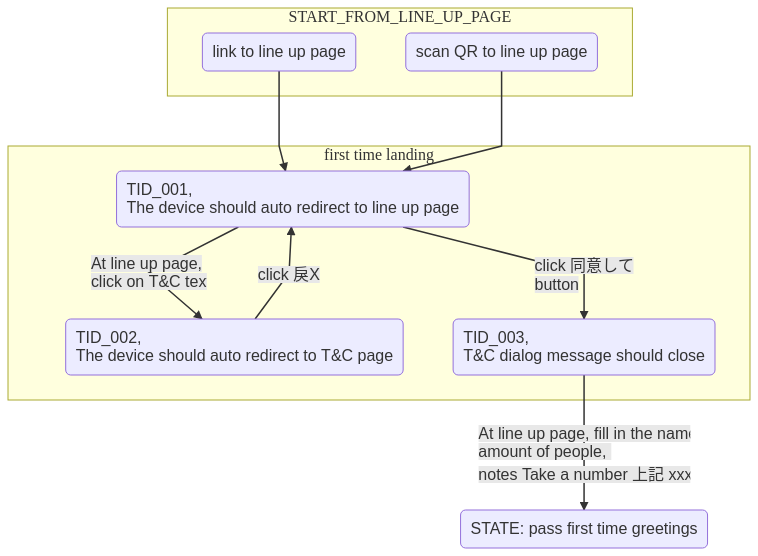 START_FROM_LINE_UP_PAGE
link to line up page
scan QR to line up page
first time landing
TID_001,
The device should auto redirect to line up page
At line up page,
click on T&C tex
click 戻X
click 同意して
button
TID_002,
The device should auto redirect to T&C page
TID_003,
T&C dialog message should close
At line up page, fill in the name
amount of people,
notes Take a number 上記 xxx
STATE: pass first time greetings